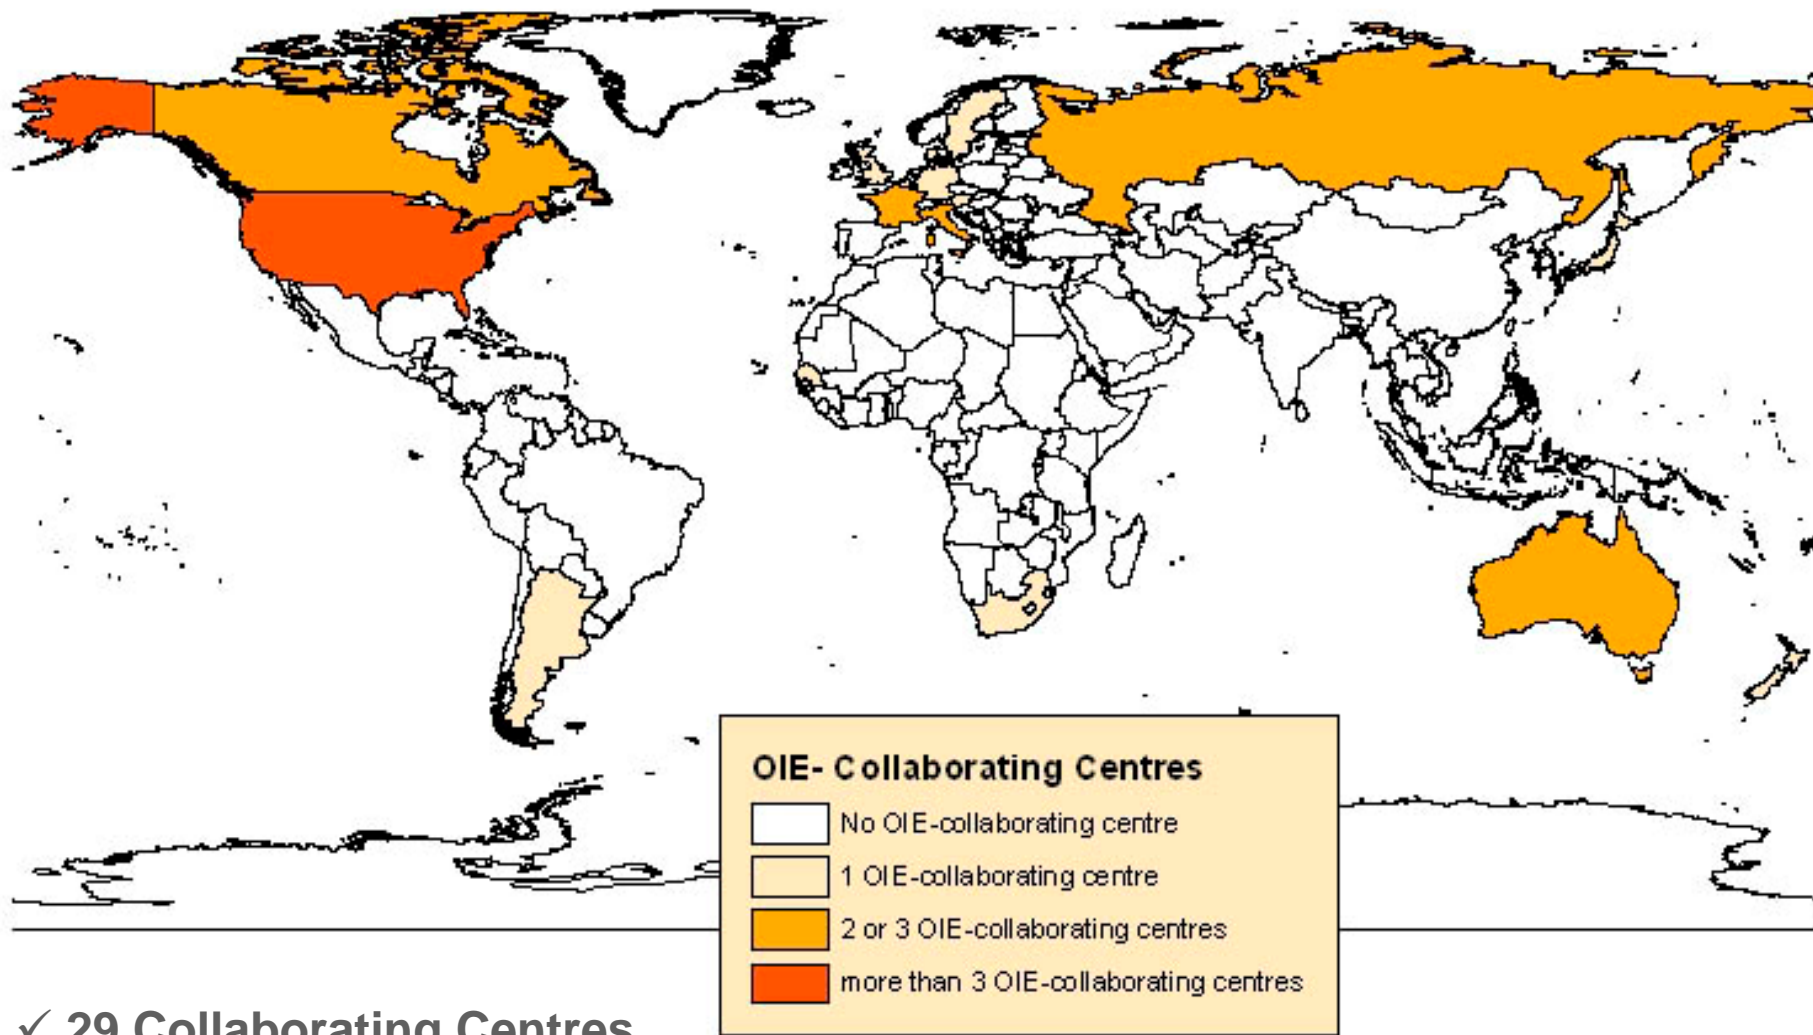 OIE- Collaborating Centres
No OIE-collaborating centre
1 OIE-collaborating centre
2 or 3 OIE-collaborating centres
more than 3 OIE-collaborating centres
✓ 29 Collaborating Centres